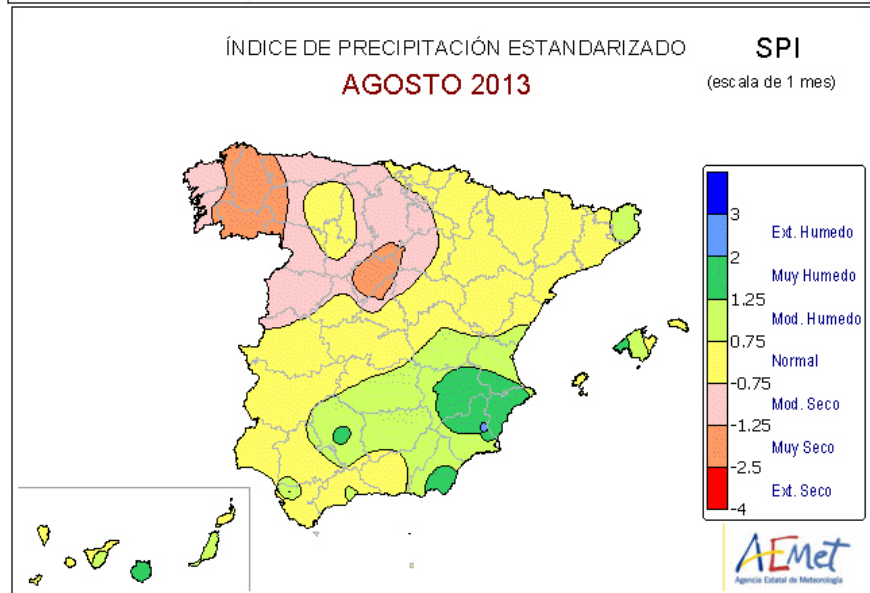 ÍNDICE DE PRECIPITACIÓN ESTANDARIZADO
SPI
AGOSTO 2013
(escala de 1 mes)
3
Ext. Humedo
2
Muy Humedo
1.25
Mod. Humedo
0.75
Normal
-0.75
Mod. Seco
-1.25
Muy Seco
-2.5
Ext. Seco
-4
AEMet
Agencia Estatal de Meteorología